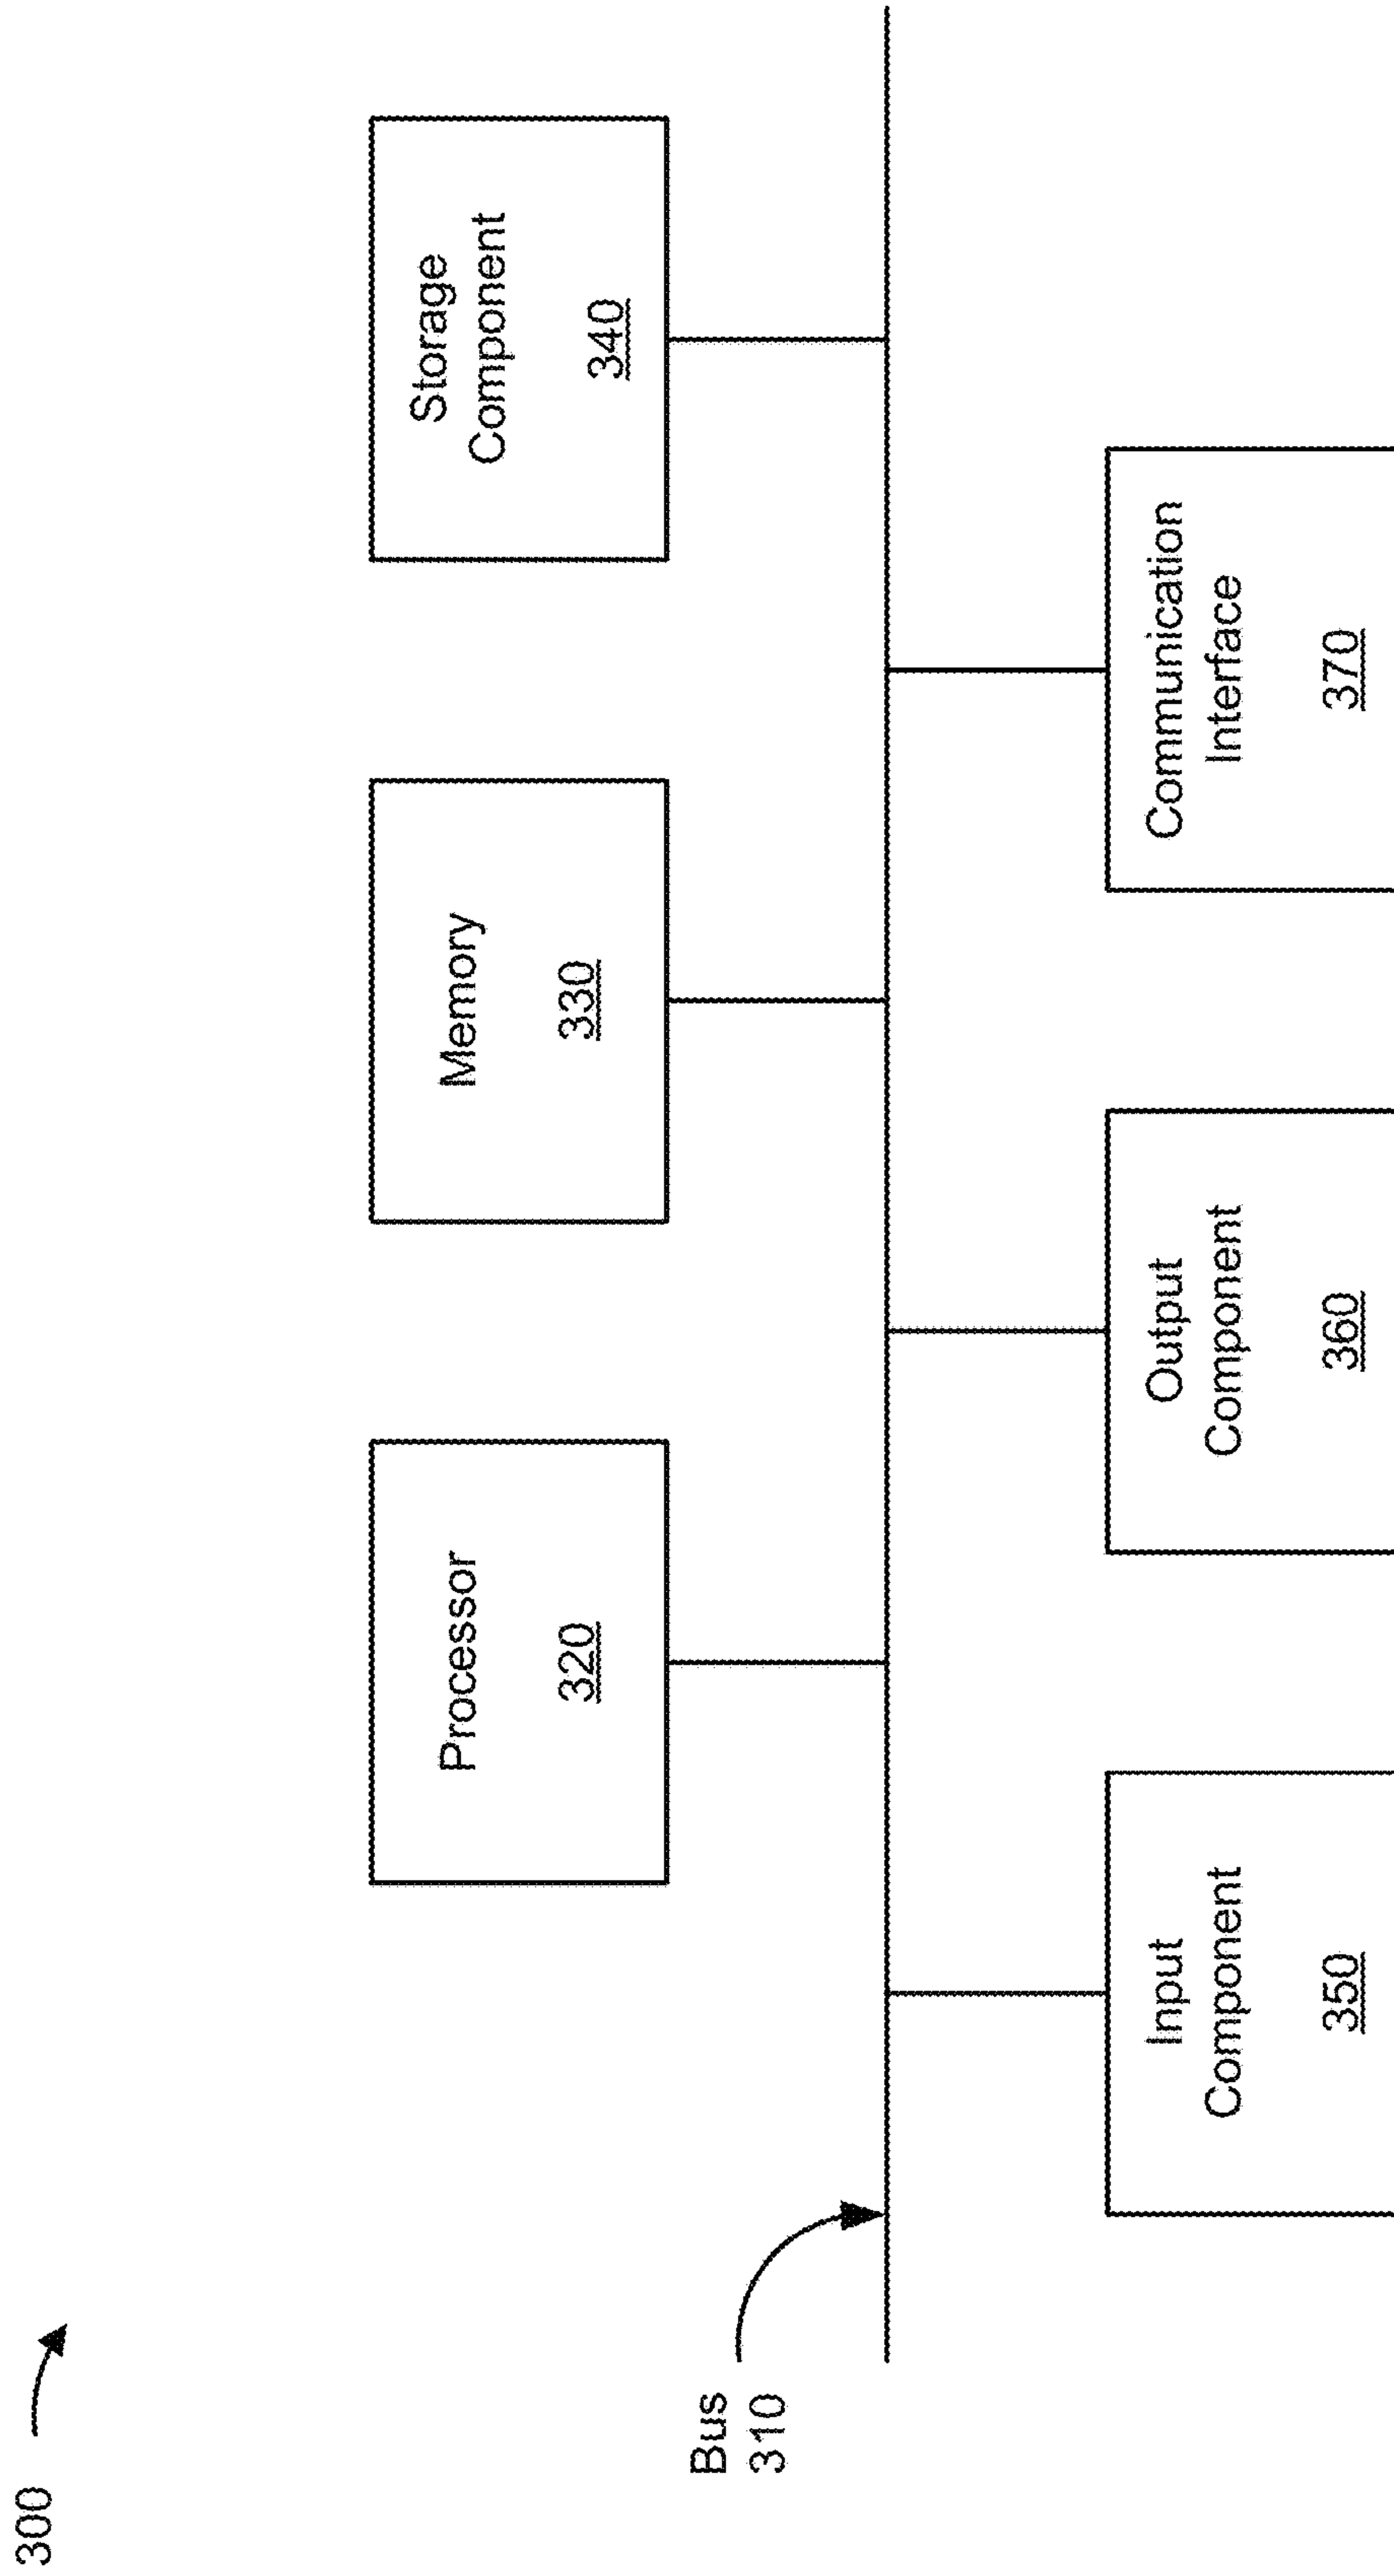 300
Processor
320
Memory
330
Storage
Component
340
Bus
310
Input
Component
350
Output
Component
360
Communication
Interface
370